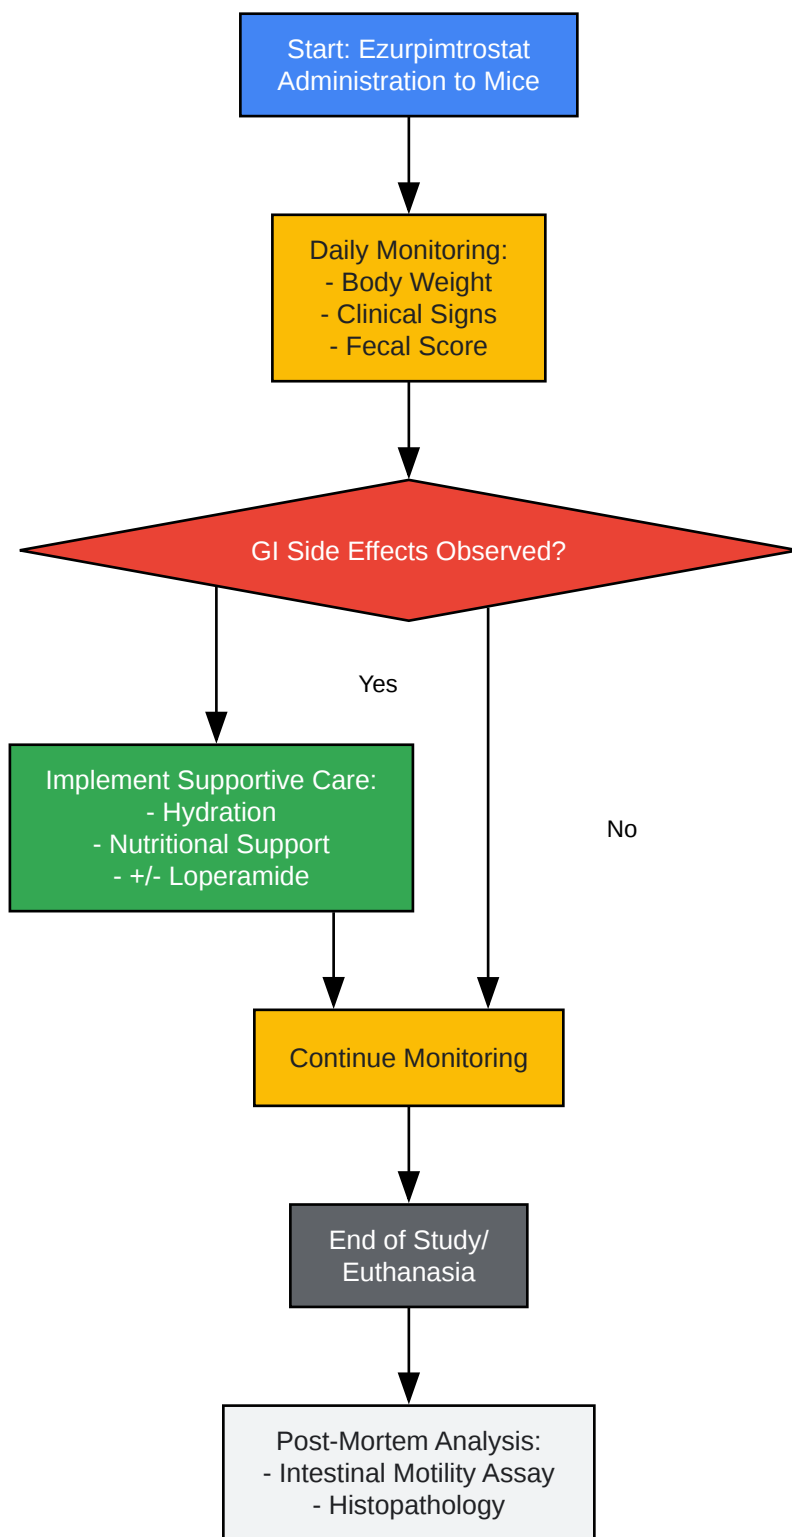 Start: Ezurpimtrostat
Administration to Mice
Daily Monitoring:
- Body Weight
- Clinical Signs
- Fecal Score
GI Side Effects Observed?
Yes
Implement Supportive Care:
- Hydration
- Nutritional Support
- +/- Loperamide
No
Continue Monitoring
End of Study/
Euthanasia
Post-Mortem Analysis:
- Intestinal Motility Assay
- Histopathology